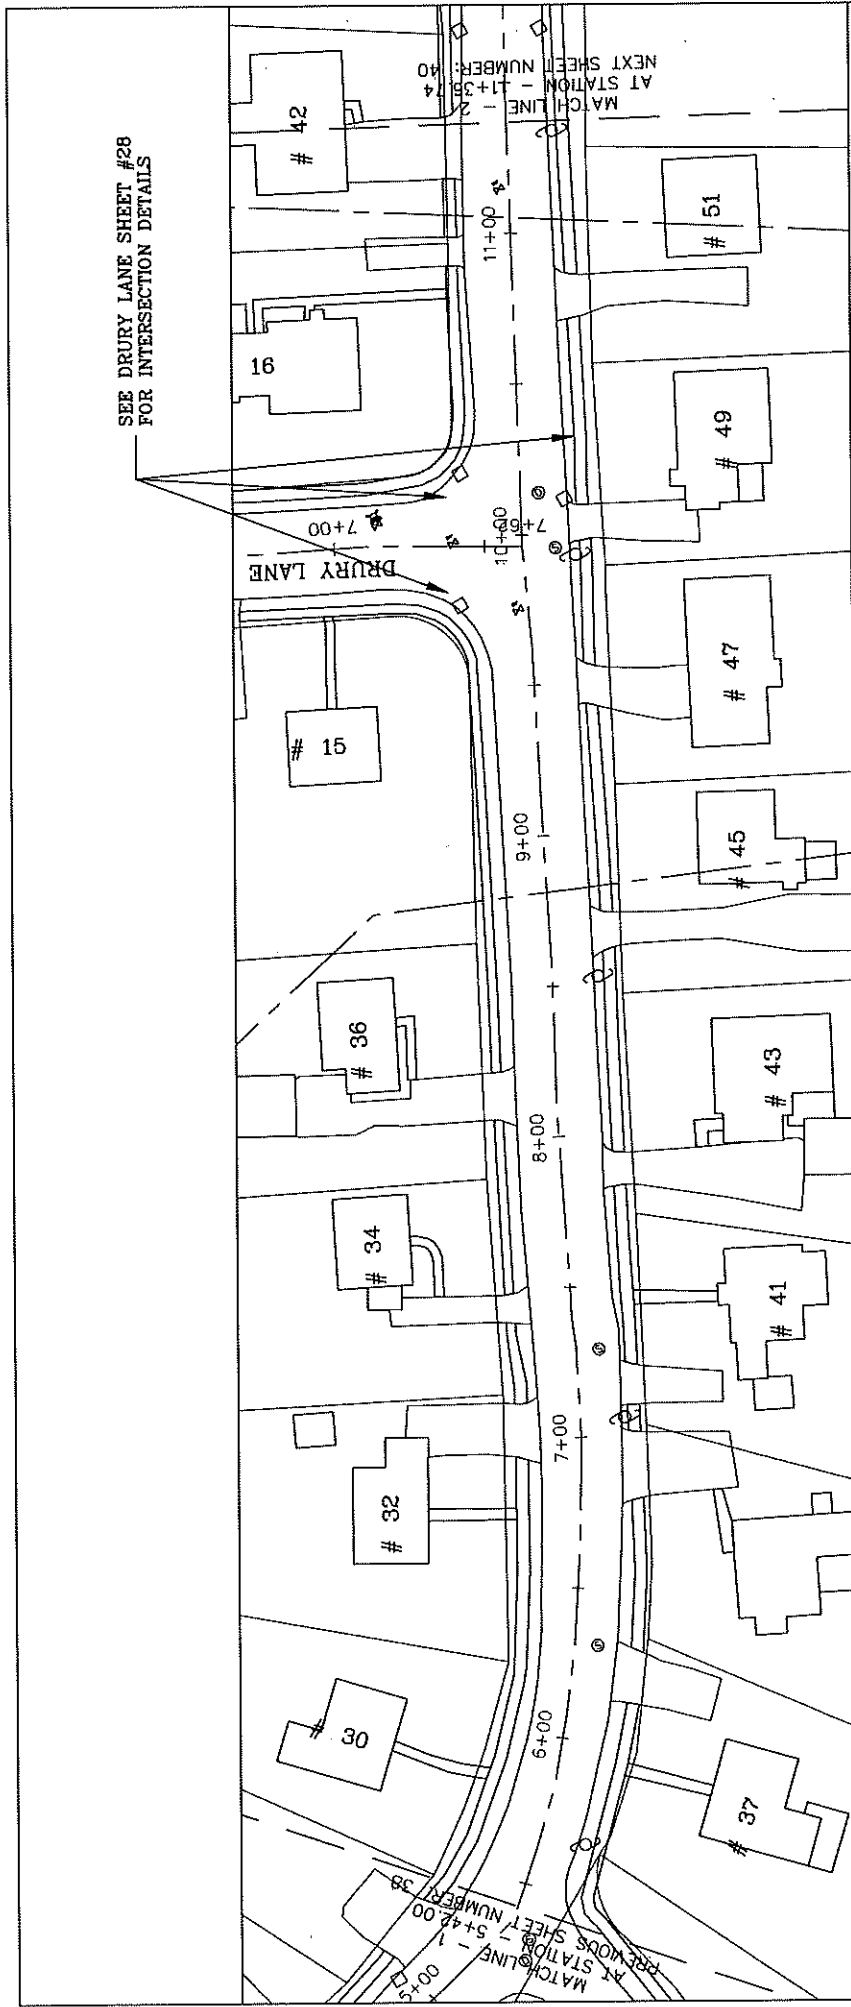 SEE DRURY LANE SHEET #28
FOR INTERSECTION DETAILS
MATCH LINE - 2
AT STATION - 11+36.74
NEXT SHEET NUMBER: 40
# 42
16
11+00
# 51
# 49
DRURY LANE
7+00
10+00
7+62
# 15
# 47
9+00
# 45
# 36
8+00
# 43
# 34
# 41
7+00
# 32
6+00
# 30
# 37
MATCH LINE - 1
AT STATION - 5+42.00
PREVIOUS SHEET NUMBER: 38
5+00